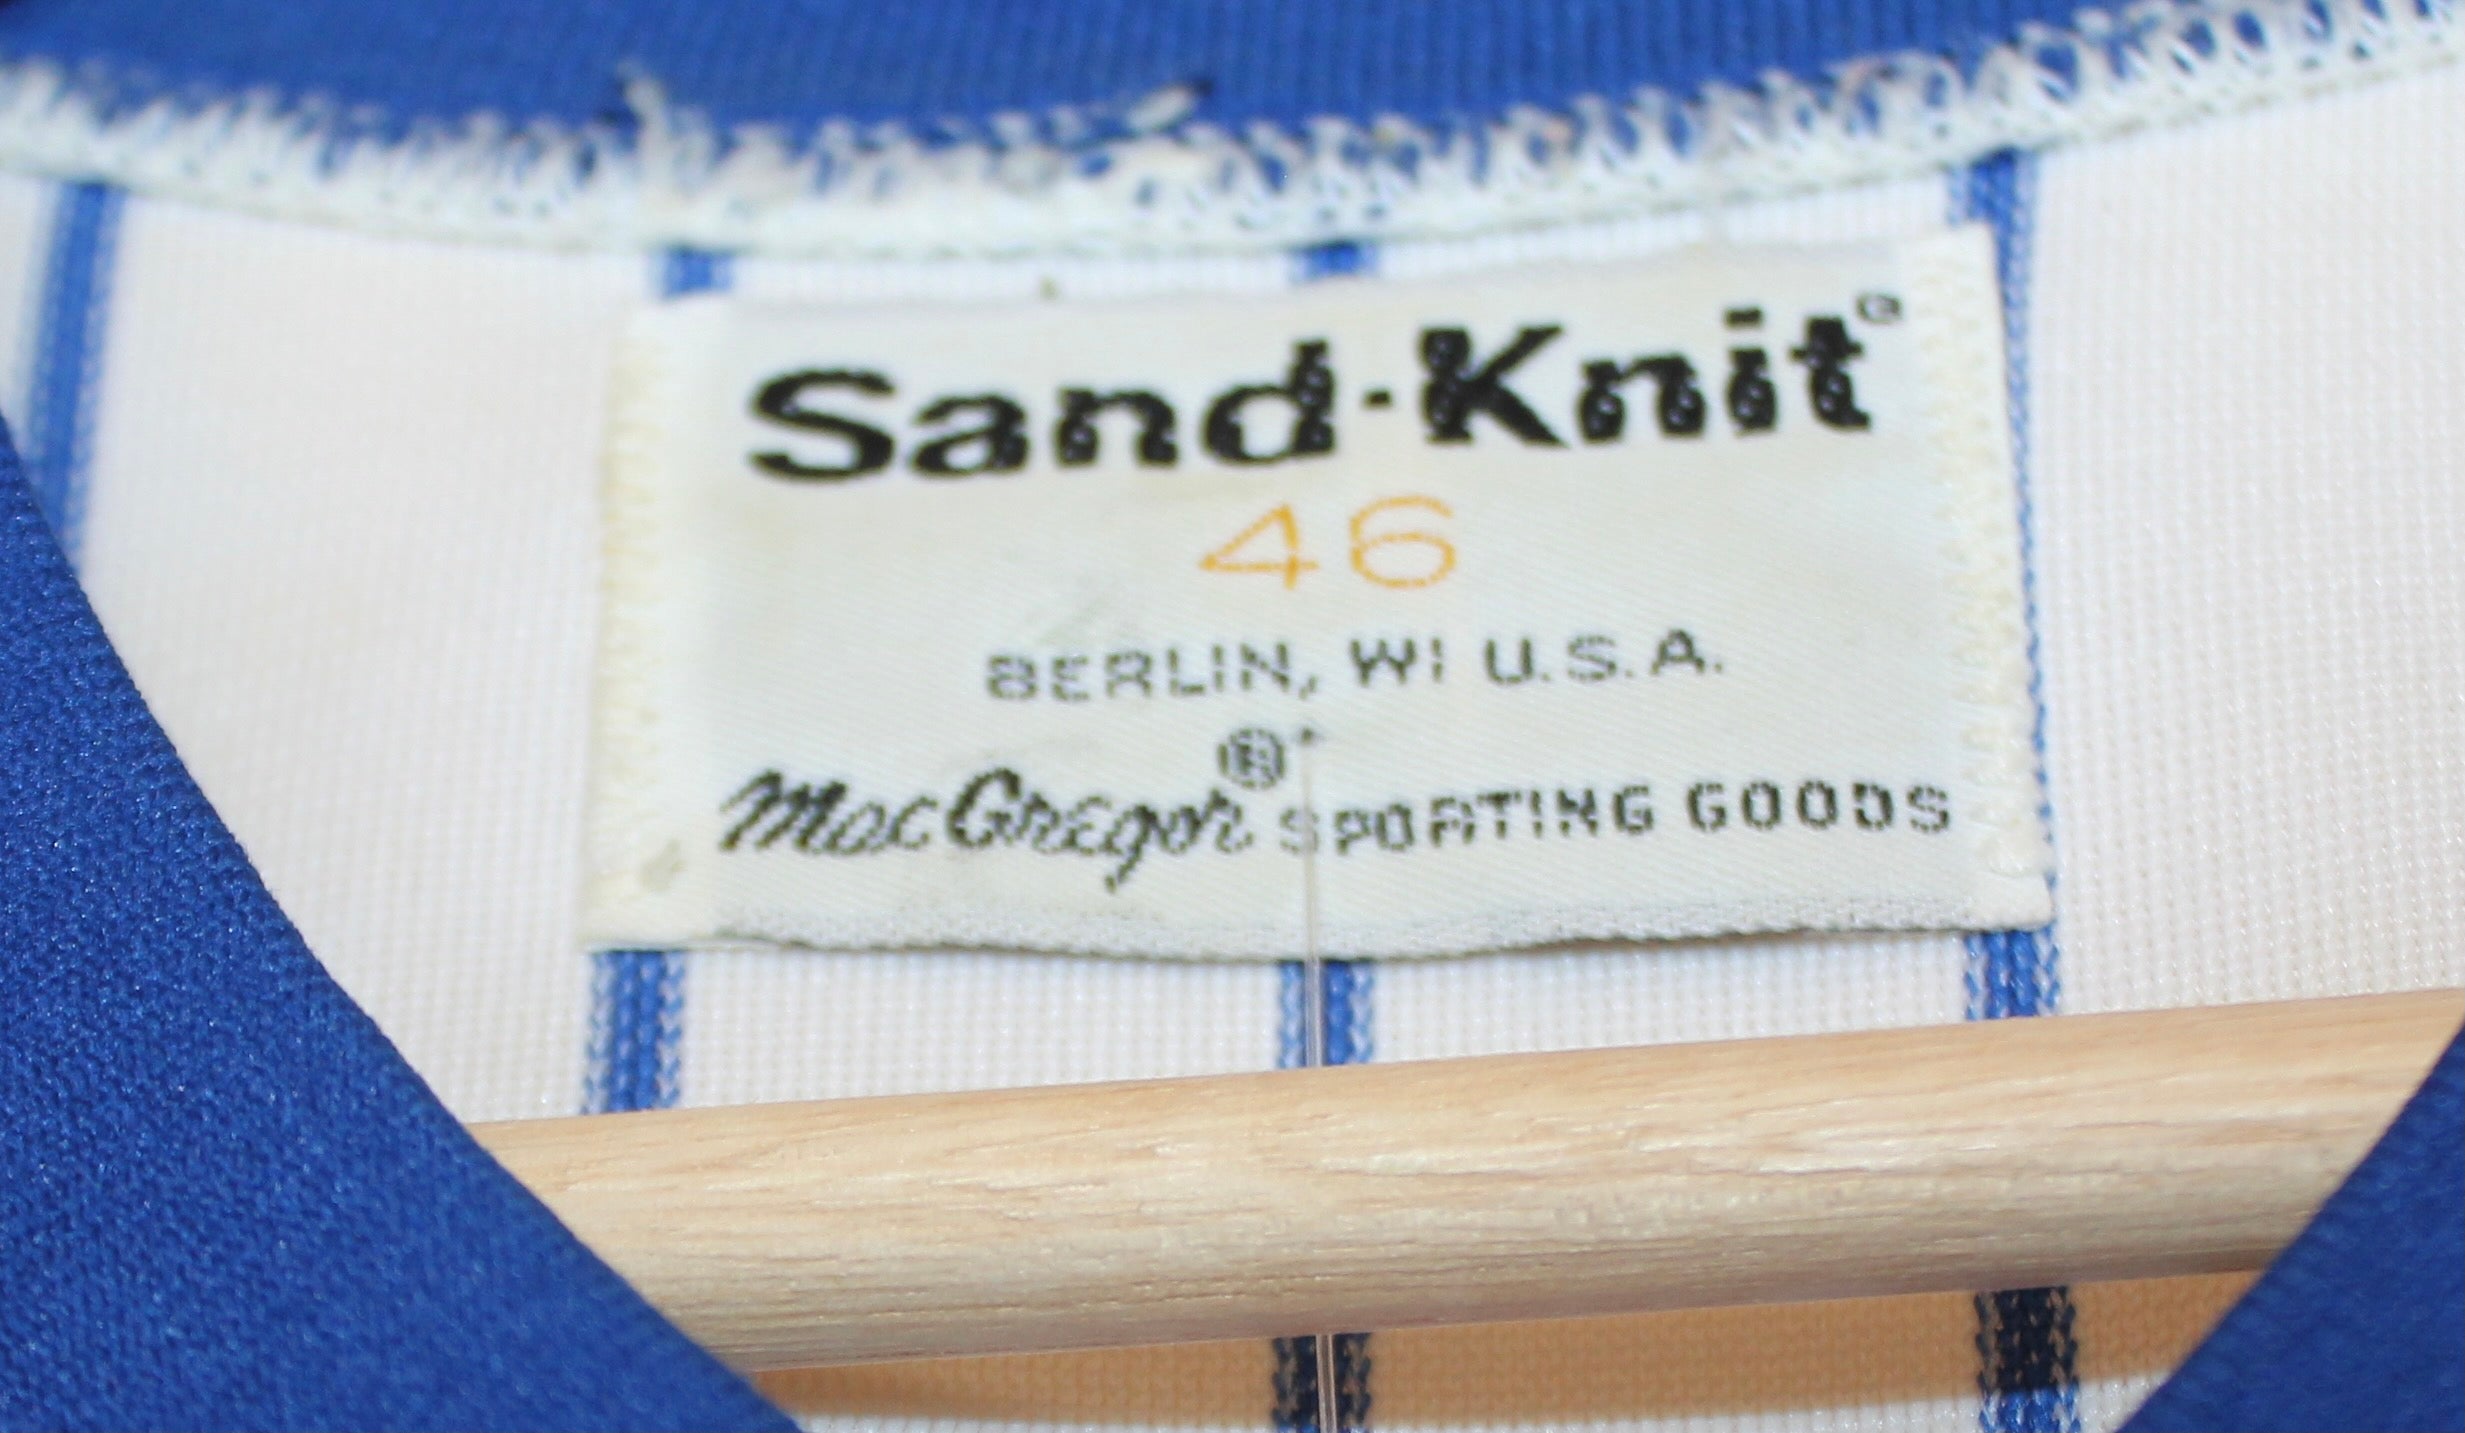 Sand-Knit®
46
BERLIN, WI U.S.A.
MacGregor® SPORTING GOODS